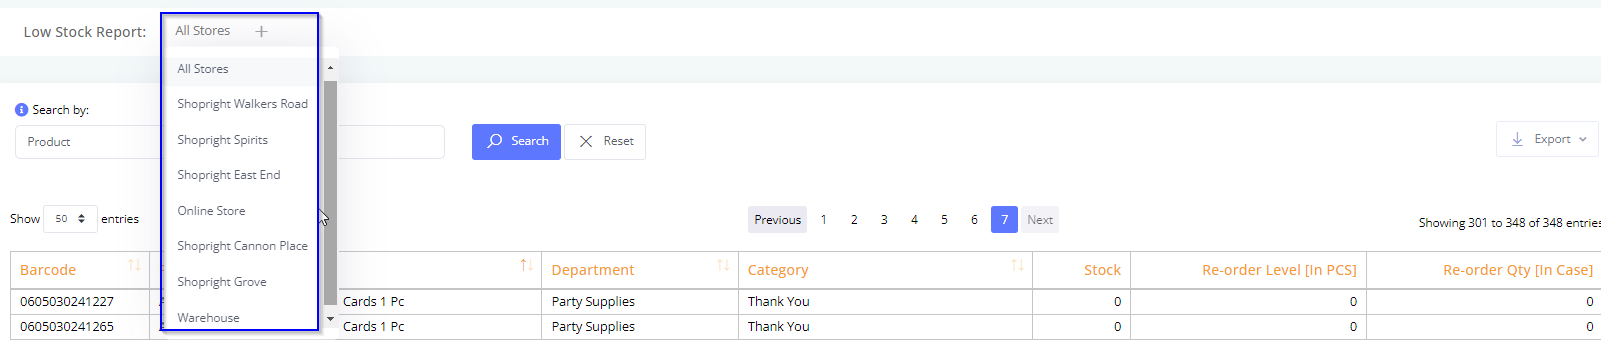 Low Stock Report: All Stores
All Stores
Shopright Walkers Road
Shopright Spirits
Shopright East End
Online Store
Shopright Cannon Place
Shopright Grove
Warehouse
Search by:
Product Search Reset Export
Show 50 entries Previous 1 2 3 4 5 6 7 Next Showing 301 to 348 of 348 entries
Barcode Department Category Stock Re-order Level [In PCS] Re-order Qty [In Case]
0605030241227 Cards 1 Pc Party Supplies Thank You 0 0 0
0605030241265 Cards 1 Pc Party Supplies Thank You 0 0 0